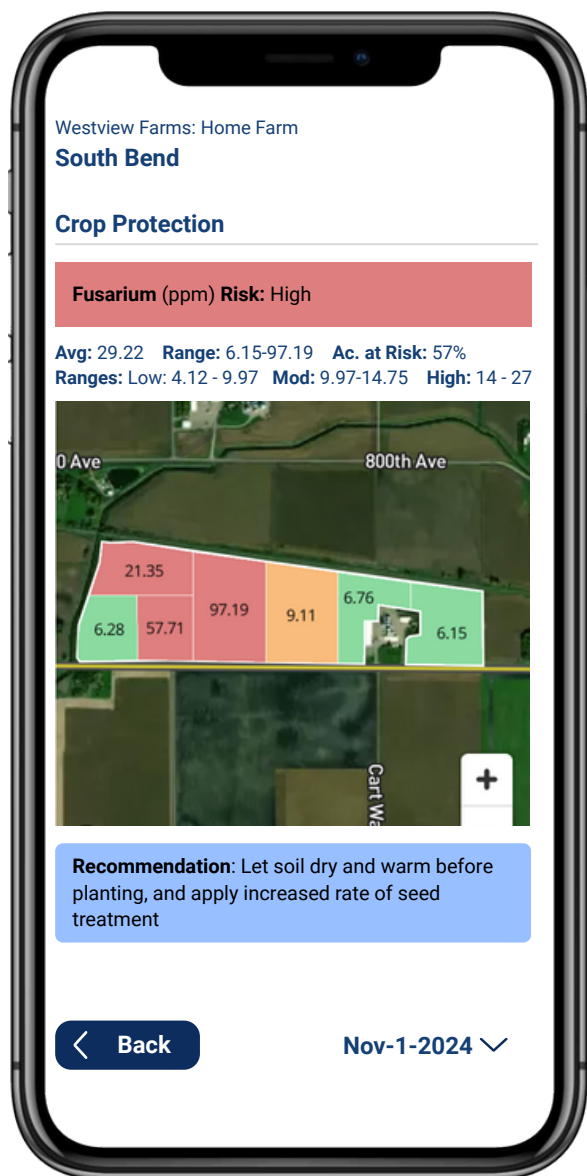 Westview Farms: Home Farm
South Bend
Crop Protection
Fusarium (ppm) Risk: High
Avg: 29.22 Range: 6.15-97.19 Ac. at Risk: 57%
Ranges: Low: 4.12 - 9.97 Mod: 9.97-14.75 High: 14 - 27
0 Ave 800th Ave
21.35
6.28 57.71 97.19 9.11 6.76 6.15
Cart Wa
+
Recommendation: Let soil dry and warm before
planting, and apply increased rate of seed
treatment
Back Nov-1-2024